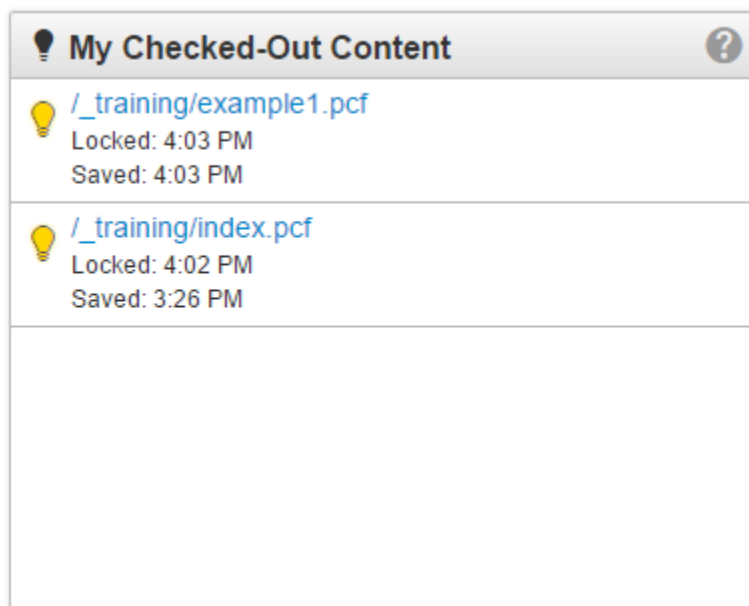 My Checked-Out Content
/_training/example1.pcf
Locked: 4:03 PM
Saved: 4:03 PM
/_training/index.pcf
Locked: 4:02 PM
Saved: 3:26 PM